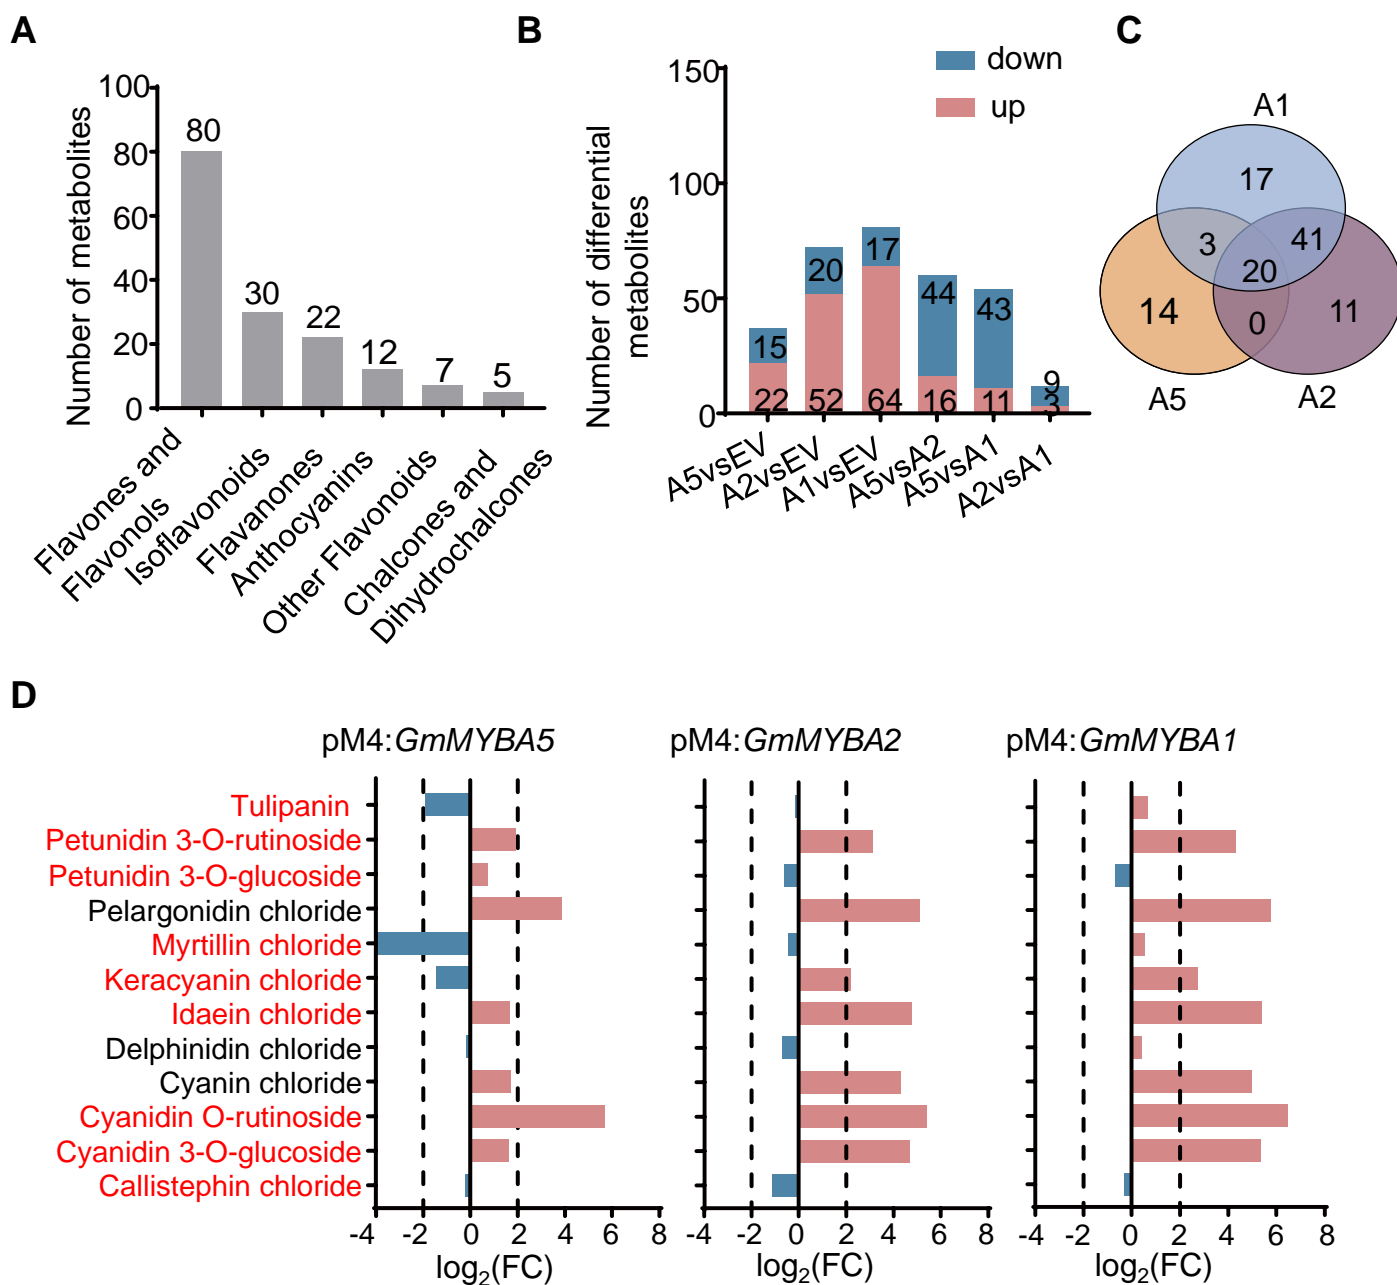 A
Number of metabolites
100
80
60
40
20
0
80
30
22
12
7
5
Flavones and
Flavonols
Isoflavonoids
Flavanones
Anthocyanins
Other Flavonoids
Chalcones and
Dihydrochalcones
B
Number of differential
metabolites
150
100
50
0
down
up
15
22
20
52
17
64
44
16
43
11
9
3
A5vsEV
A2vsEV
A1vsEV
A5vsA2
A5vsA1
A2vsA1
C
A1
17
3
41
20
14
0
11
A5
A2
D
pM4:GmMYBA5
pM4:GmMYBA2
pM4:GmMYBA1
Tulipanin
Petunidin 3-O-rutinoside
Petunidin 3-O-glucoside
Pelargonidin chloride
Myrtillin chloride
Keracyanin chloride
Idaein chloride
Delphinidin chloride
Cyanin chloride
Cyanidin O-rutinoside
Cyanidin 3-O-glucoside
Callistephin chloride
-4 -2 0 2 4 6 8
log2(FC)
-4 -2 0 2 4 6 8
log2(FC)
-4 -2 0 2 4 6 8
log2(FC)